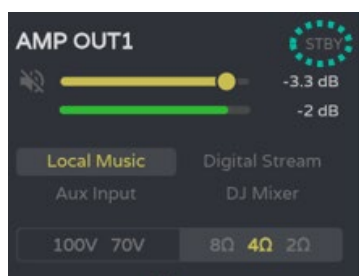 AMP OUT1 STBY
-3.3 dB
-2 dB
Local Music Digital Stream
Aux Input DJ Mixer
100V 70V 8Ω 4Ω 2Ω